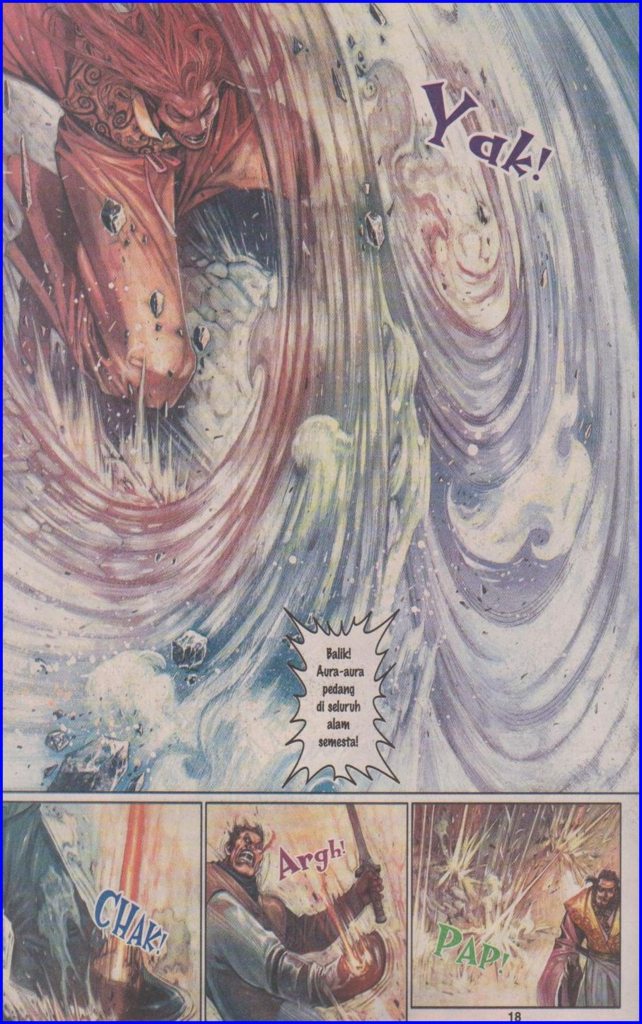 Yak!
Balik!
Aura-aura
pedang
di seluruh
alam
semesta!
CHAK!
Argh!
PAP!
18